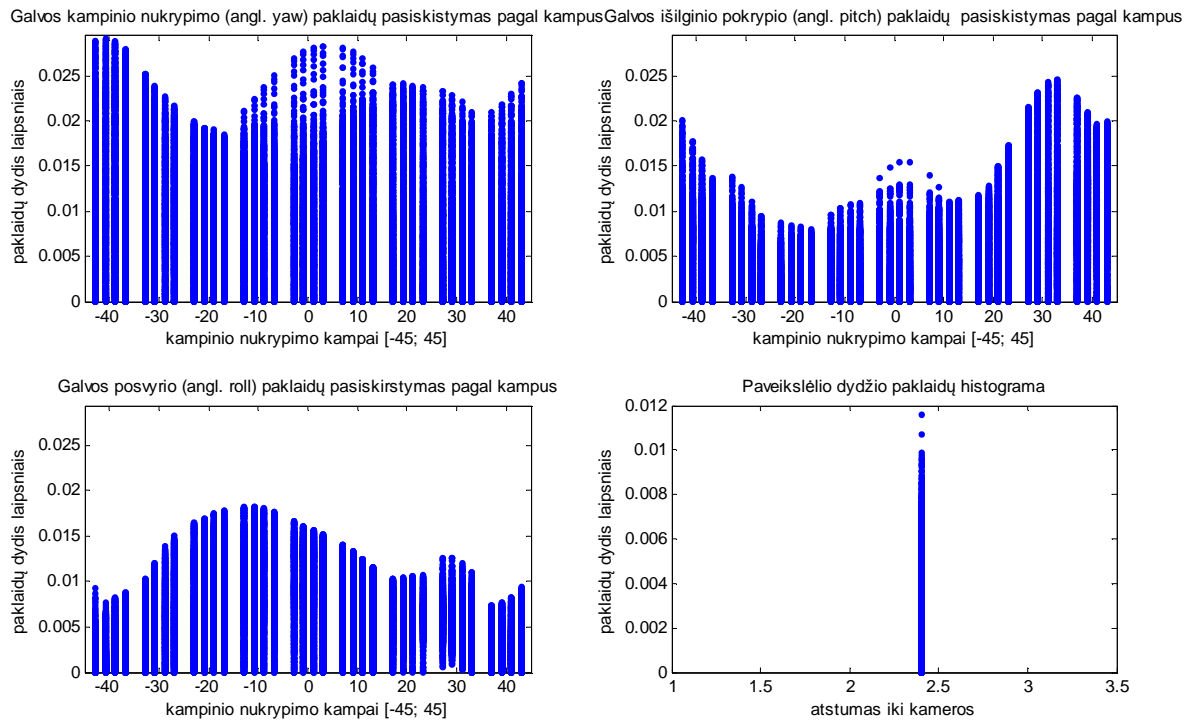 Galvos kampinio nukrypimo (angl. yaw) paklaidų pasiskistymas pagal kampus
Galvos išilginio pokrypio (angl. pitch) paklaidų pasiskistymas pagal kampus
0.025
0.02
0.015
0.01
0.005
0
paklaidų dydis laipsniais
-40 -30 -20 -10 0 10 20 30 40
kampinio nukrypimo kampai [-45; 45]
0.025
0.02
0.015
0.01
0.005
0
paklaidų dydis laipsniais
-40 -30 -20 -10 0 10 20 30 40
kampinio nukrypimo kampai [-45; 45]
Galvos posvyrio (angl. roll) paklaidų pasiskirstymas pagal kampus
0.025
0.02
0.015
0.01
0.005
0
paklaidų dydis laipsniais
-40 -30 -20 -10 0 10 20 30 40
kampinio nukrypimo kampai [-45; 45]
Paveikslėlio dydžio paklaidų histograma
0.012
0.01
0.008
0.006
0.004
0.002
0
paklaidų dydis laipsniais
1 1.5 2 2.5 3 3.5
atstumas iki kameros